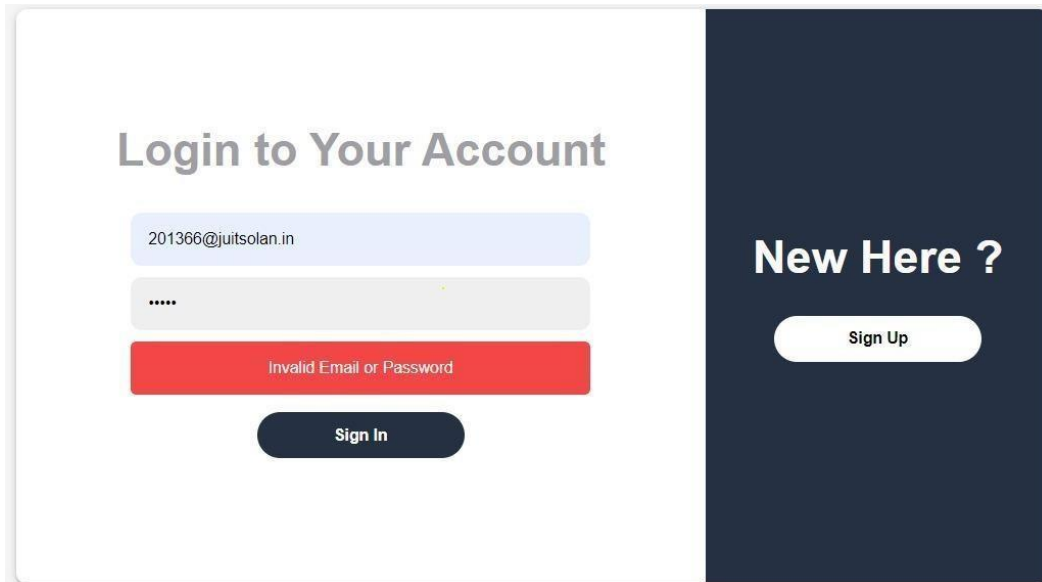 Login to Your Account
201366@juitsolan.in
•••••
Invalid Email or Password
Sign In
New Here ?
Sign Up